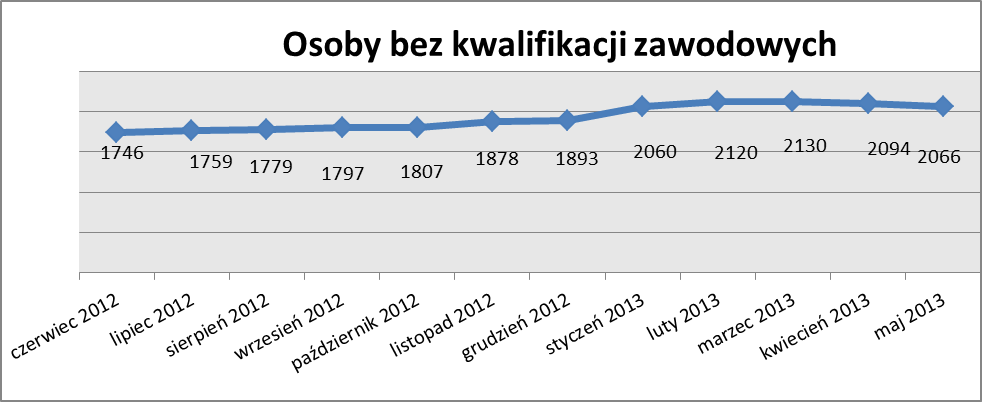 Osoby bez kwalifikacji zawodowych
1746
1759
1779
1797
1807
1878
1893
2060
2120
2130
2094
2066
czerwiec 2012
lipiec 2012
sierpień 2012
wrzesień 2012
październik 2012
listopad 2012
grudzień 2012
styczeń 2013
luty 2013
marzec 2013
kwiecień 2013
maj 2013